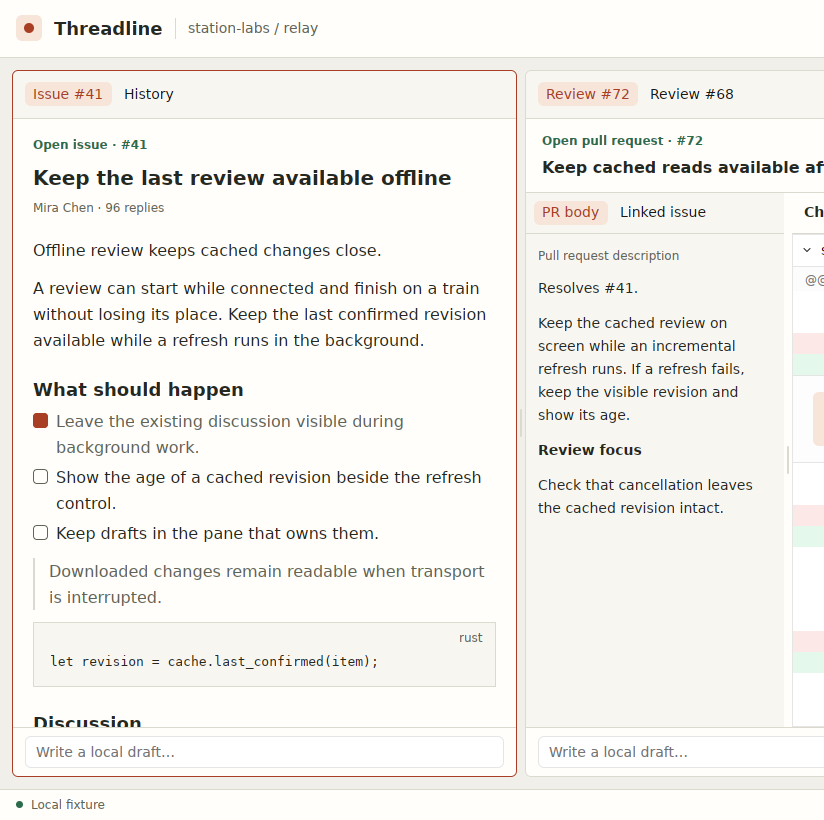 Threadline
station-labs / relay
Issue #41
History
Open issue · #41
Keep the last review available offline
Mira Chen · 96 replies
Offline review keeps cached changes close.
A review can start while connected and finish on a train
without losing its place. Keep the last confirmed revision
available while a refresh runs in the background.
What should happen
Leave the existing discussion visible during
background work.
Show the age of a cached revision beside the refresh
control.
Keep drafts in the pane that owns them.
Downloaded changes remain readable when transport
is interrupted.
rust
let revision = cache.last_confirmed(item);
Discussion
Write a local draft...
Review #72
Review #68
Open pull request · #72
Keep cached reads available
PR body
Linked issue
Pull request description
Resolves #41.
Keep the cached review on
screen while an incremental
refresh runs. If a refresh fails,
keep the visible revision and
show its age.
Review focus
Check that cancellation leaves
the cached revision intact.
Write a local draft...
Local fixture